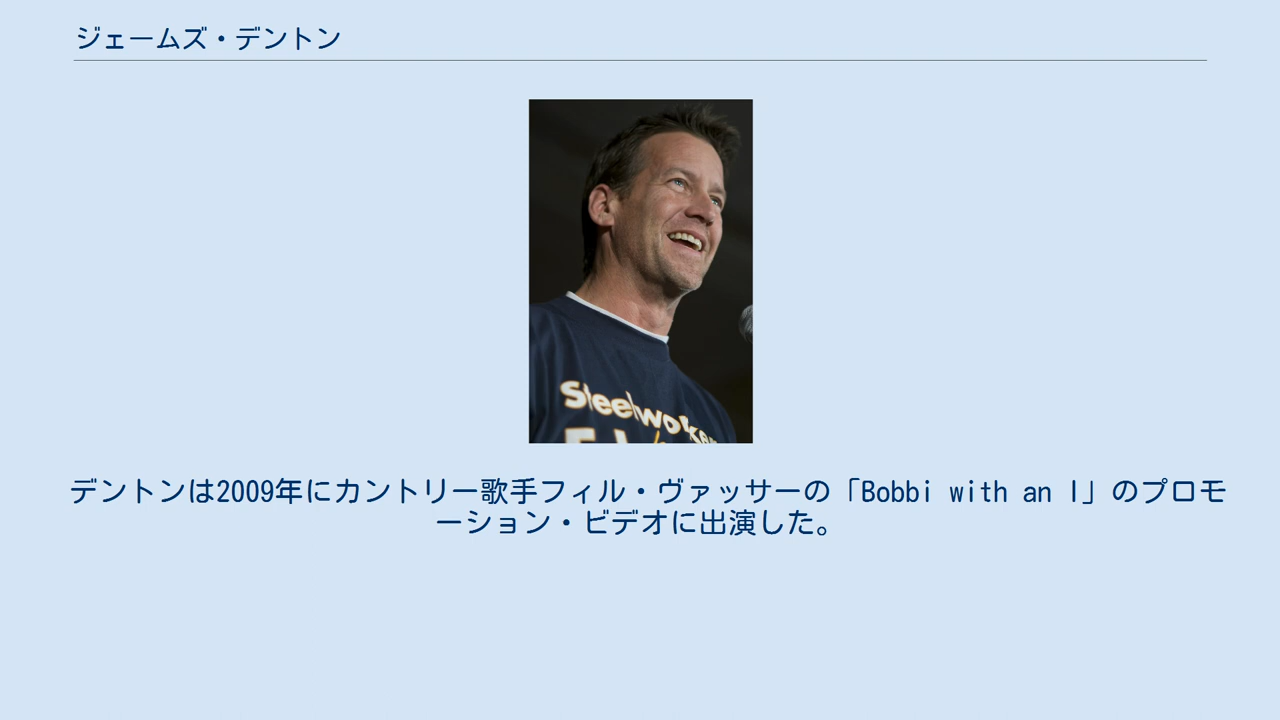 ジェームズ・デントン
Steelworker
デントンは2009年にカントリー歌手フィル・ヴァッサーの「Bobbi with an I」のプロモ
ーション・ビデオに出演した。